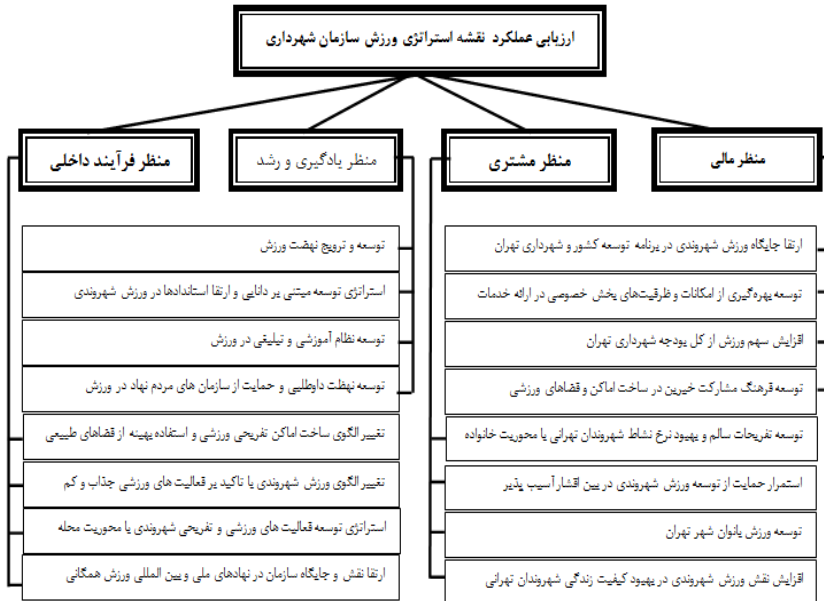 ارزیابی عملکرد نقشه استراتژی ورزش سازمان شهرداری
منظر مالی
منظر مشتری
منظر یادگیری و رشد
منظر فرآیند داخلی
ارتقا جایگاه ورزش شهروندی در برنامه توسعه کشور و شهرداری تهران
توسعه بهره‌گیری از امکانات و ظرفیت‌های بخش خصوصی در ارائه خدمات
افزایش سهم ورزش از کل بودجه شهرداری تهران
توسعه فرهنگ مشارکت خیرین در ساخت اماکن و فضاهای ورزشی
توسعه تفریحات سالم و بهبود نرخ نشاط شهروندان تهرانی با محوریت خانواده
استمرار حمایت از توسعه ورزش شهروندی در بین اقشار آسیب پذیر
توسعه ورزش بانوان شهر تهران
افزایش نقش ورزش شهروندی در بهبود کیفیت زندگی شهروندان تهرانی
توسعه و ترویج نهضت ورزش
استراتژی توسعه مبتنی بر دانایی و ارتقا استانداردها در ورزش شهروندی
توسعه نظام آموزشی و تبلیقی در ورزش
توسعه نهظت داوطلبی و حمایت از سازمان های مردم نهاد در ورزش
تغییر الگوی ساخت اماکن تفریحی ورزشی و استفاده بهینه از فضاهای طبیعی
تغییر الگوی ورزش شهروندی با تاکید بر فعالیت های ورزشی جذاب و کم
استراتژی توسعه فعالیت های ورزشی و تفریحی شهروندی با محوریت محله
ارتقا نقش و جایگاه سازمان در نهادهای ملی و بین المللی ورزش همگانی